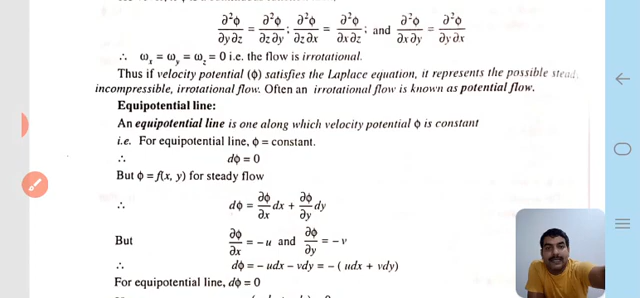 ∂²ϕ/∂y∂z = ∂²ϕ/∂z∂y ; ∂²ϕ/∂z∂x = ∂²ϕ/∂x∂z ; and ∂²ϕ/∂x∂y = ∂²ϕ/∂y∂x
∴ ωx = ωy = ωz = 0 i.e. the flow is irrotational.
Thus if velocity potential (ϕ) satisfies the Laplace equation, it represents the possible
incompressible, irrotational flow. Often an irrotational flow is known as potential flow.
Equipotential line:
An equipotential line is one along which velocity potential ϕ is constant
i.e. For equipotential line, ϕ = constant.
∴ dϕ = 0
But ϕ = f(x, y) for steady flow
∴ dϕ = ∂ϕ/∂x dx + ∂ϕ/∂y dy
But ∂ϕ/∂x = – u and ∂ϕ/∂y = – v
∴ dϕ = – udx – vdy = – ( udx + vdy)
For equipotential line, dϕ = 0